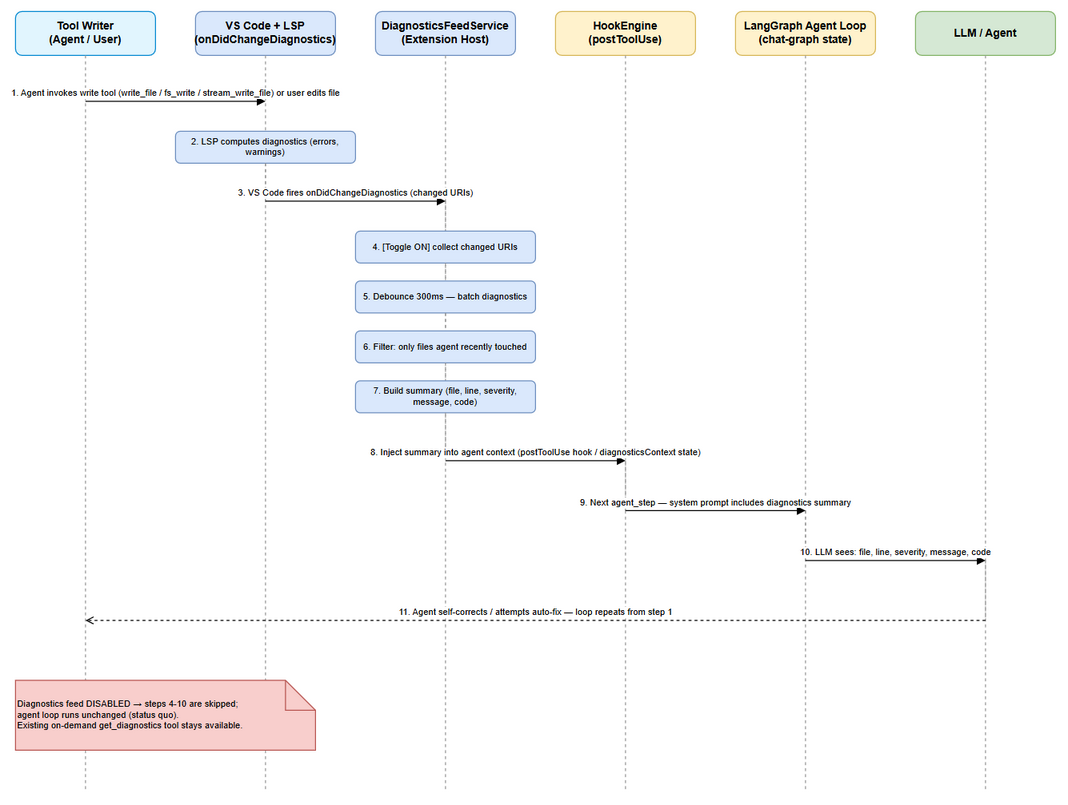 Tool Writer
(Agent / User)
VS Code + LSP
(onDidChangeDiagnostics)
DiagnosticsFeedService
(Extension Host)
HookEngine
(postToolUse)
LangGraph Agent Loop
(chat-graph state)
LLM / Agent
1. Agent invokes write tool (write_file / fs_write / stream_write_file) or user edits file
2. LSP computes diagnostics (errors,
warnings)
3. VS Code fires onDidChangeDiagnostics (changed URIs)
4. [Toggle ON] collect changed URIs
5. Debounce 300ms — batch diagnostics
6. Filter: only files agent recently touched
7. Build summary (file, line, severity,
message, code)
8. Inject summary into agent context (postToolUse hook / diagnosticsContext state)
9. Next agent_step — system prompt includes diagnostics summary
10. LLM sees: file, line, severity, message, code
11. Agent self-corrects / attempts auto-fix — loop repeats from step 1
Diagnostics feed DISABLED → steps 4-10 are skipped;
agent loop runs unchanged (status quo).
Existing on-demand get_diagnostics tool stays available.